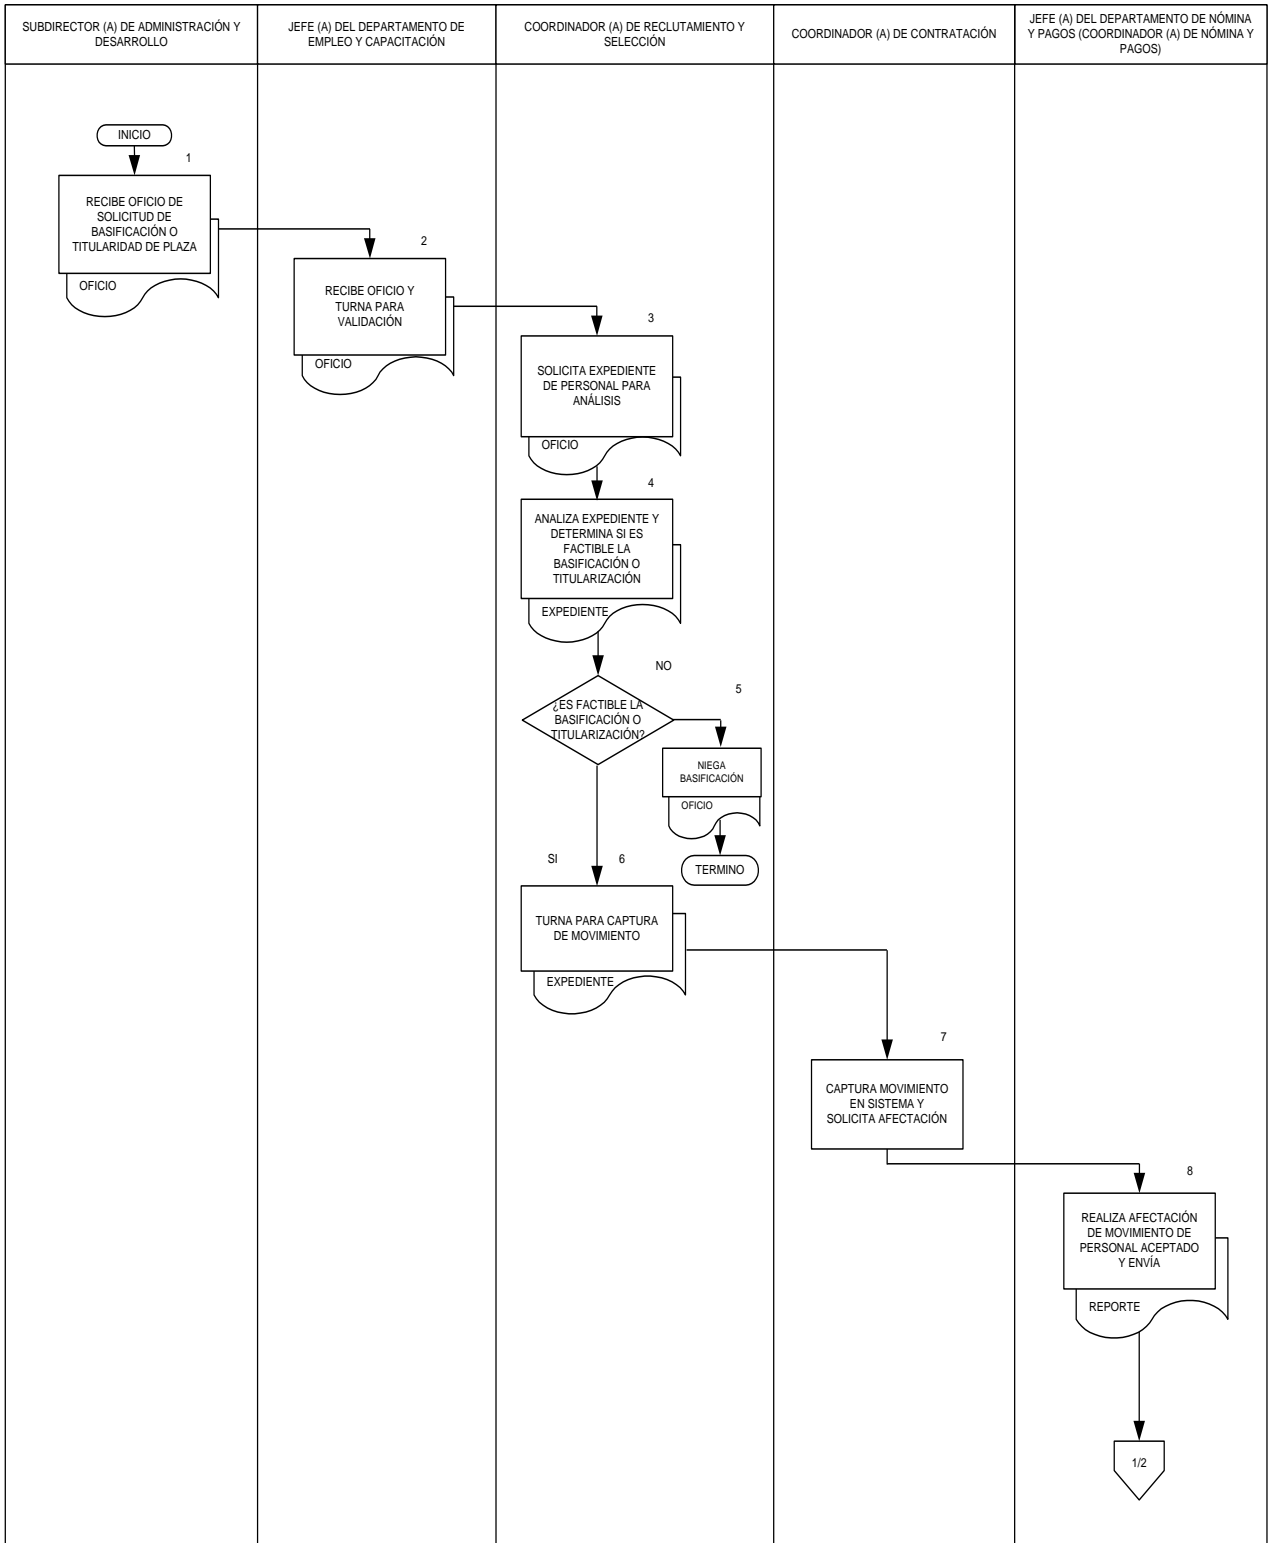 SUBDIRECTOR (A) DE ADMINISTRACIÓN Y
DESARROLLO
JEFE (A) DEL DEPARTAMENTO DE
EMPLEO Y CAPACITACIÓN
COORDINADOR (A) DE RECLUTAMIENTO Y
SELECCIÓN
COORDINADOR (A) DE CONTRATACIÓN
JEFE (A) DEL DEPARTAMENTO DE NÓMINA
Y PAGOS (COORDINADOR (A) DE NÓMINA Y
PAGOS)
INICIO
1
RECIBE OFICIO DE
SOLICITUD DE
BASIFICACIÓN O
TITULARIDAD DE PLAZA
OFICIO
2
RECIBE OFICIO Y
TURNA PARA
VALIDACIÓN
OFICIO
3
SOLICITA EXPEDIENTE
DE PERSONAL PARA
ANÁLISIS
OFICIO
4
ANALIZA EXPEDIENTE Y
DETERMINA SI ES
FACTIBLE LA
BASIFICACIÓN O
TITULARIZACIÓN
EXPEDIENTE
NO
¿ES FACTIBLE LA
BASIFICACIÓN O
TITULARIZACIÓN?
5
NIEGA
BASIFICACIÓN
OFICIO
TERMINO
SI
6
TURNA PARA CAPTURA
DE MOVIMIENTO
EXPEDIENTE
7
CAPTURA MOVIMIENTO
EN SISTEMA Y
SOLICITA AFECTACIÓN
8
REALIZA AFECTACIÓN
DE MOVIMIENTO DE
PERSONAL ACEPTADO
Y ENVÍA
REPORTE
1/2